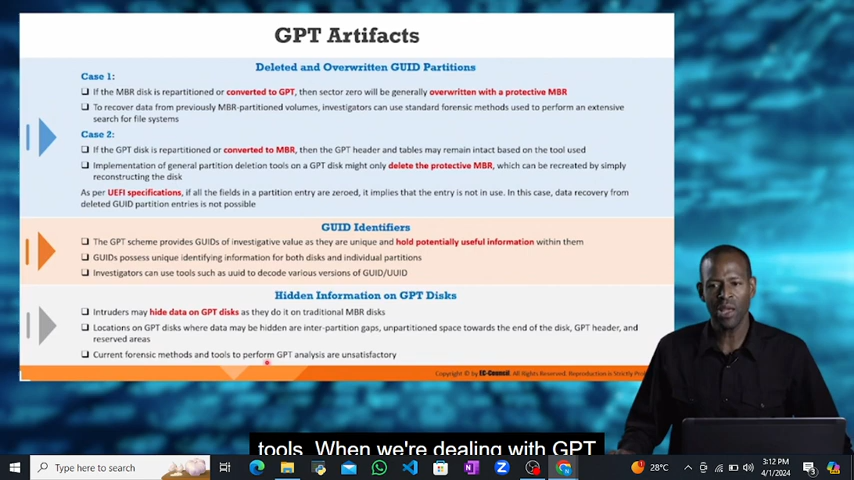 GPT Artifacts
Deleted and Overwritten GUID Partitions
Case 1:
If the MBR disk is repartitioned or converted to GPT, then sector zero will be generally overwritten with a protective MBR
To recover data from previously MBR-partitioned volumes, investigators can use standard forensic methods used to perform an extensive
search for file systems
Case 2:
If the GPT disk is repartitioned or converted to MBR, then the GPT header and tables may remain intact based on the tool used
Implementation of general partition deletion tools on a GPT disk might only delete the protective MBR, which can be recreated by simply
reconstructing the disk
As per UEFI specifications, if all the fields in a partition entry are zeroed, it implies that the entry is not in use. In this case, data recovery from
deleted GUID partition entries is not possible
GUID Identifiers
The GPT scheme provides GUIDs of investigative value as they are unique and hold potentially useful information within them
GUIDs possess unique identifying information for both disks and individual partitions
Investigators can use tools such as uuid to decode various versions of GUID/UUID
Hidden Information on GPT Disks
Intruders may hide data on GPT disks as they do it on traditional MBR disks
Locations on GPT disks where data may be hidden are inter-partition gaps, unpartitioned space towards the end of the disk, GPT header, and
reserved areas
Current forensic methods and tools to perform GPT analysis are unsatisfactory
Copyright © by EC-Council. All Rights Reserved. Reproduction is Strictly
tools. When we're dealing with GPT
Type here to search
28°C
3:12 PM
4/1/2024